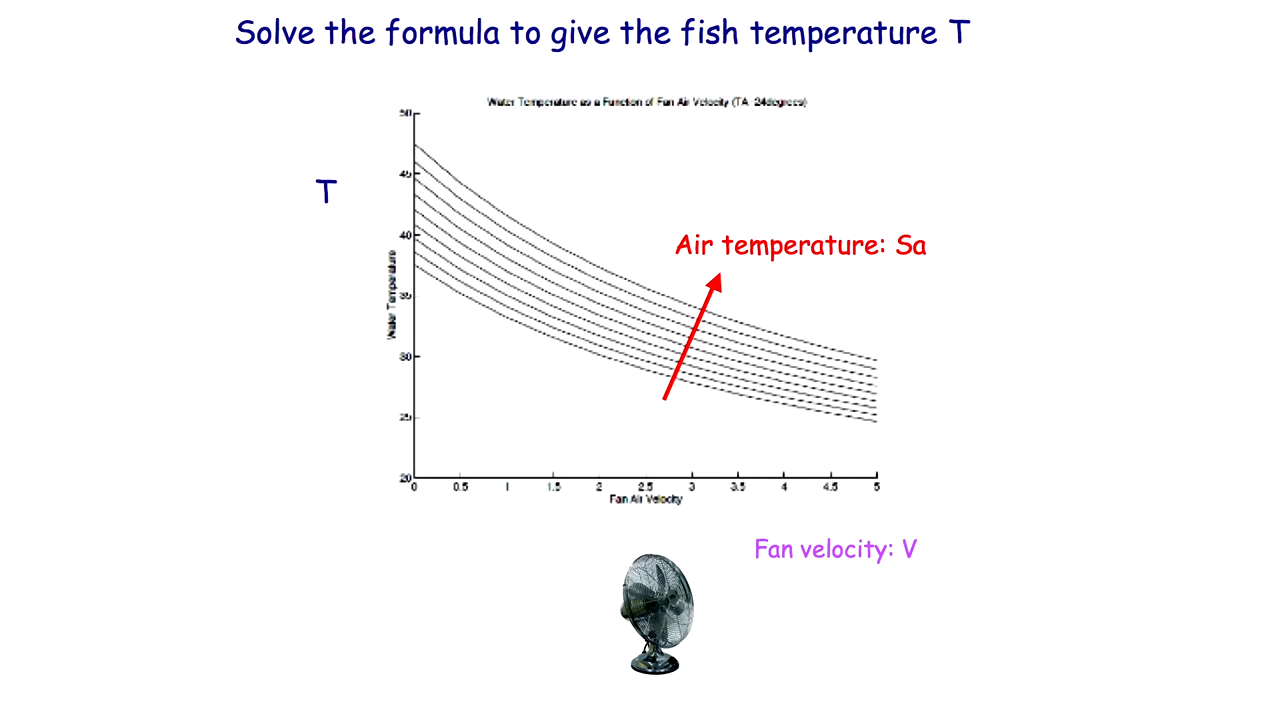 Solve the formula to give the fish temperature T
Water Temperature as a Function of Fan Air Velocity (TA 24degrees)
50
45
T
40
Air temperature: Sa
Water Temperature
35
30
25
20
0 0.5 1 1.5 2 2.5 3 3.5 4 4.5 5
Fan Air Velocity
Fan velocity: V